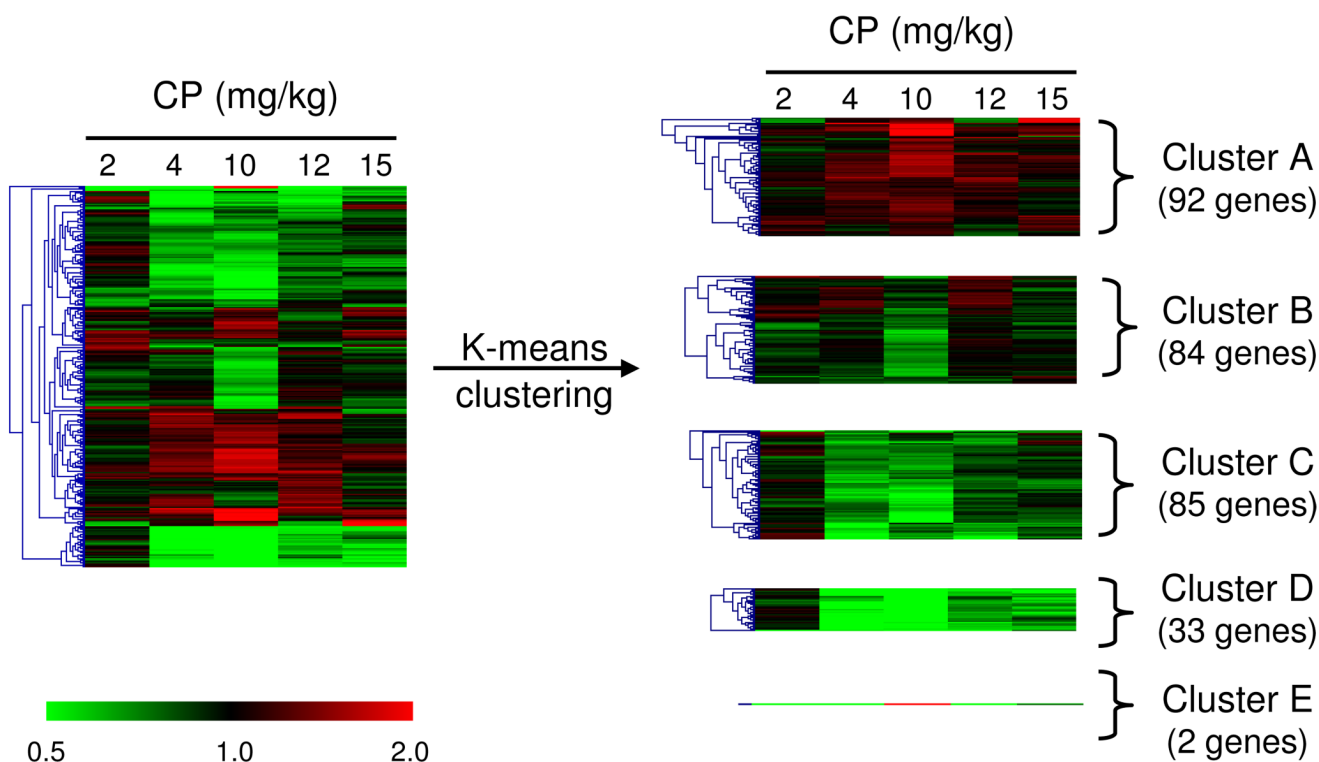 CP (mg/kg)
2 4 10 12 15
K-means
clustering
0.5 1.0 2.0
CP (mg/kg)
2 4 10 12 15
Cluster A
(92 genes)
Cluster B
(84 genes)
Cluster C
(85 genes)
Cluster D
(33 genes)
Cluster E
(2 genes)